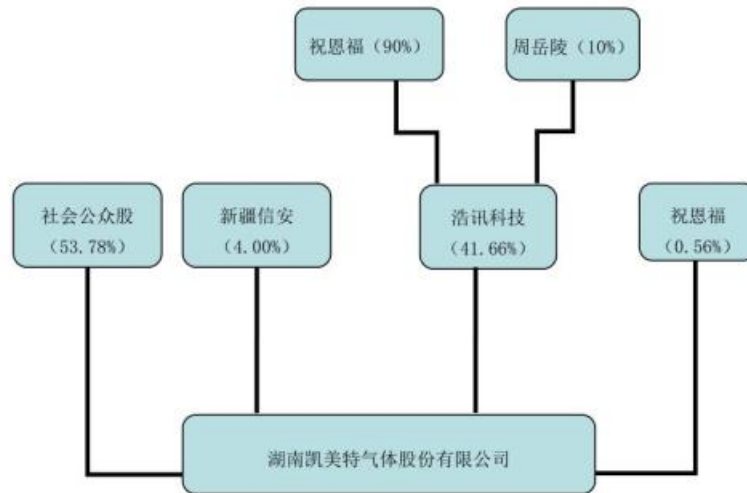 祝恩福（90%）
周岳陵（10%）
社会公众股
（53.78%）
新疆信安
（4.00%）
浩讯科技
（41.66%）
祝恩福
（0.56%）
湖南凯美特气体股份有限公司